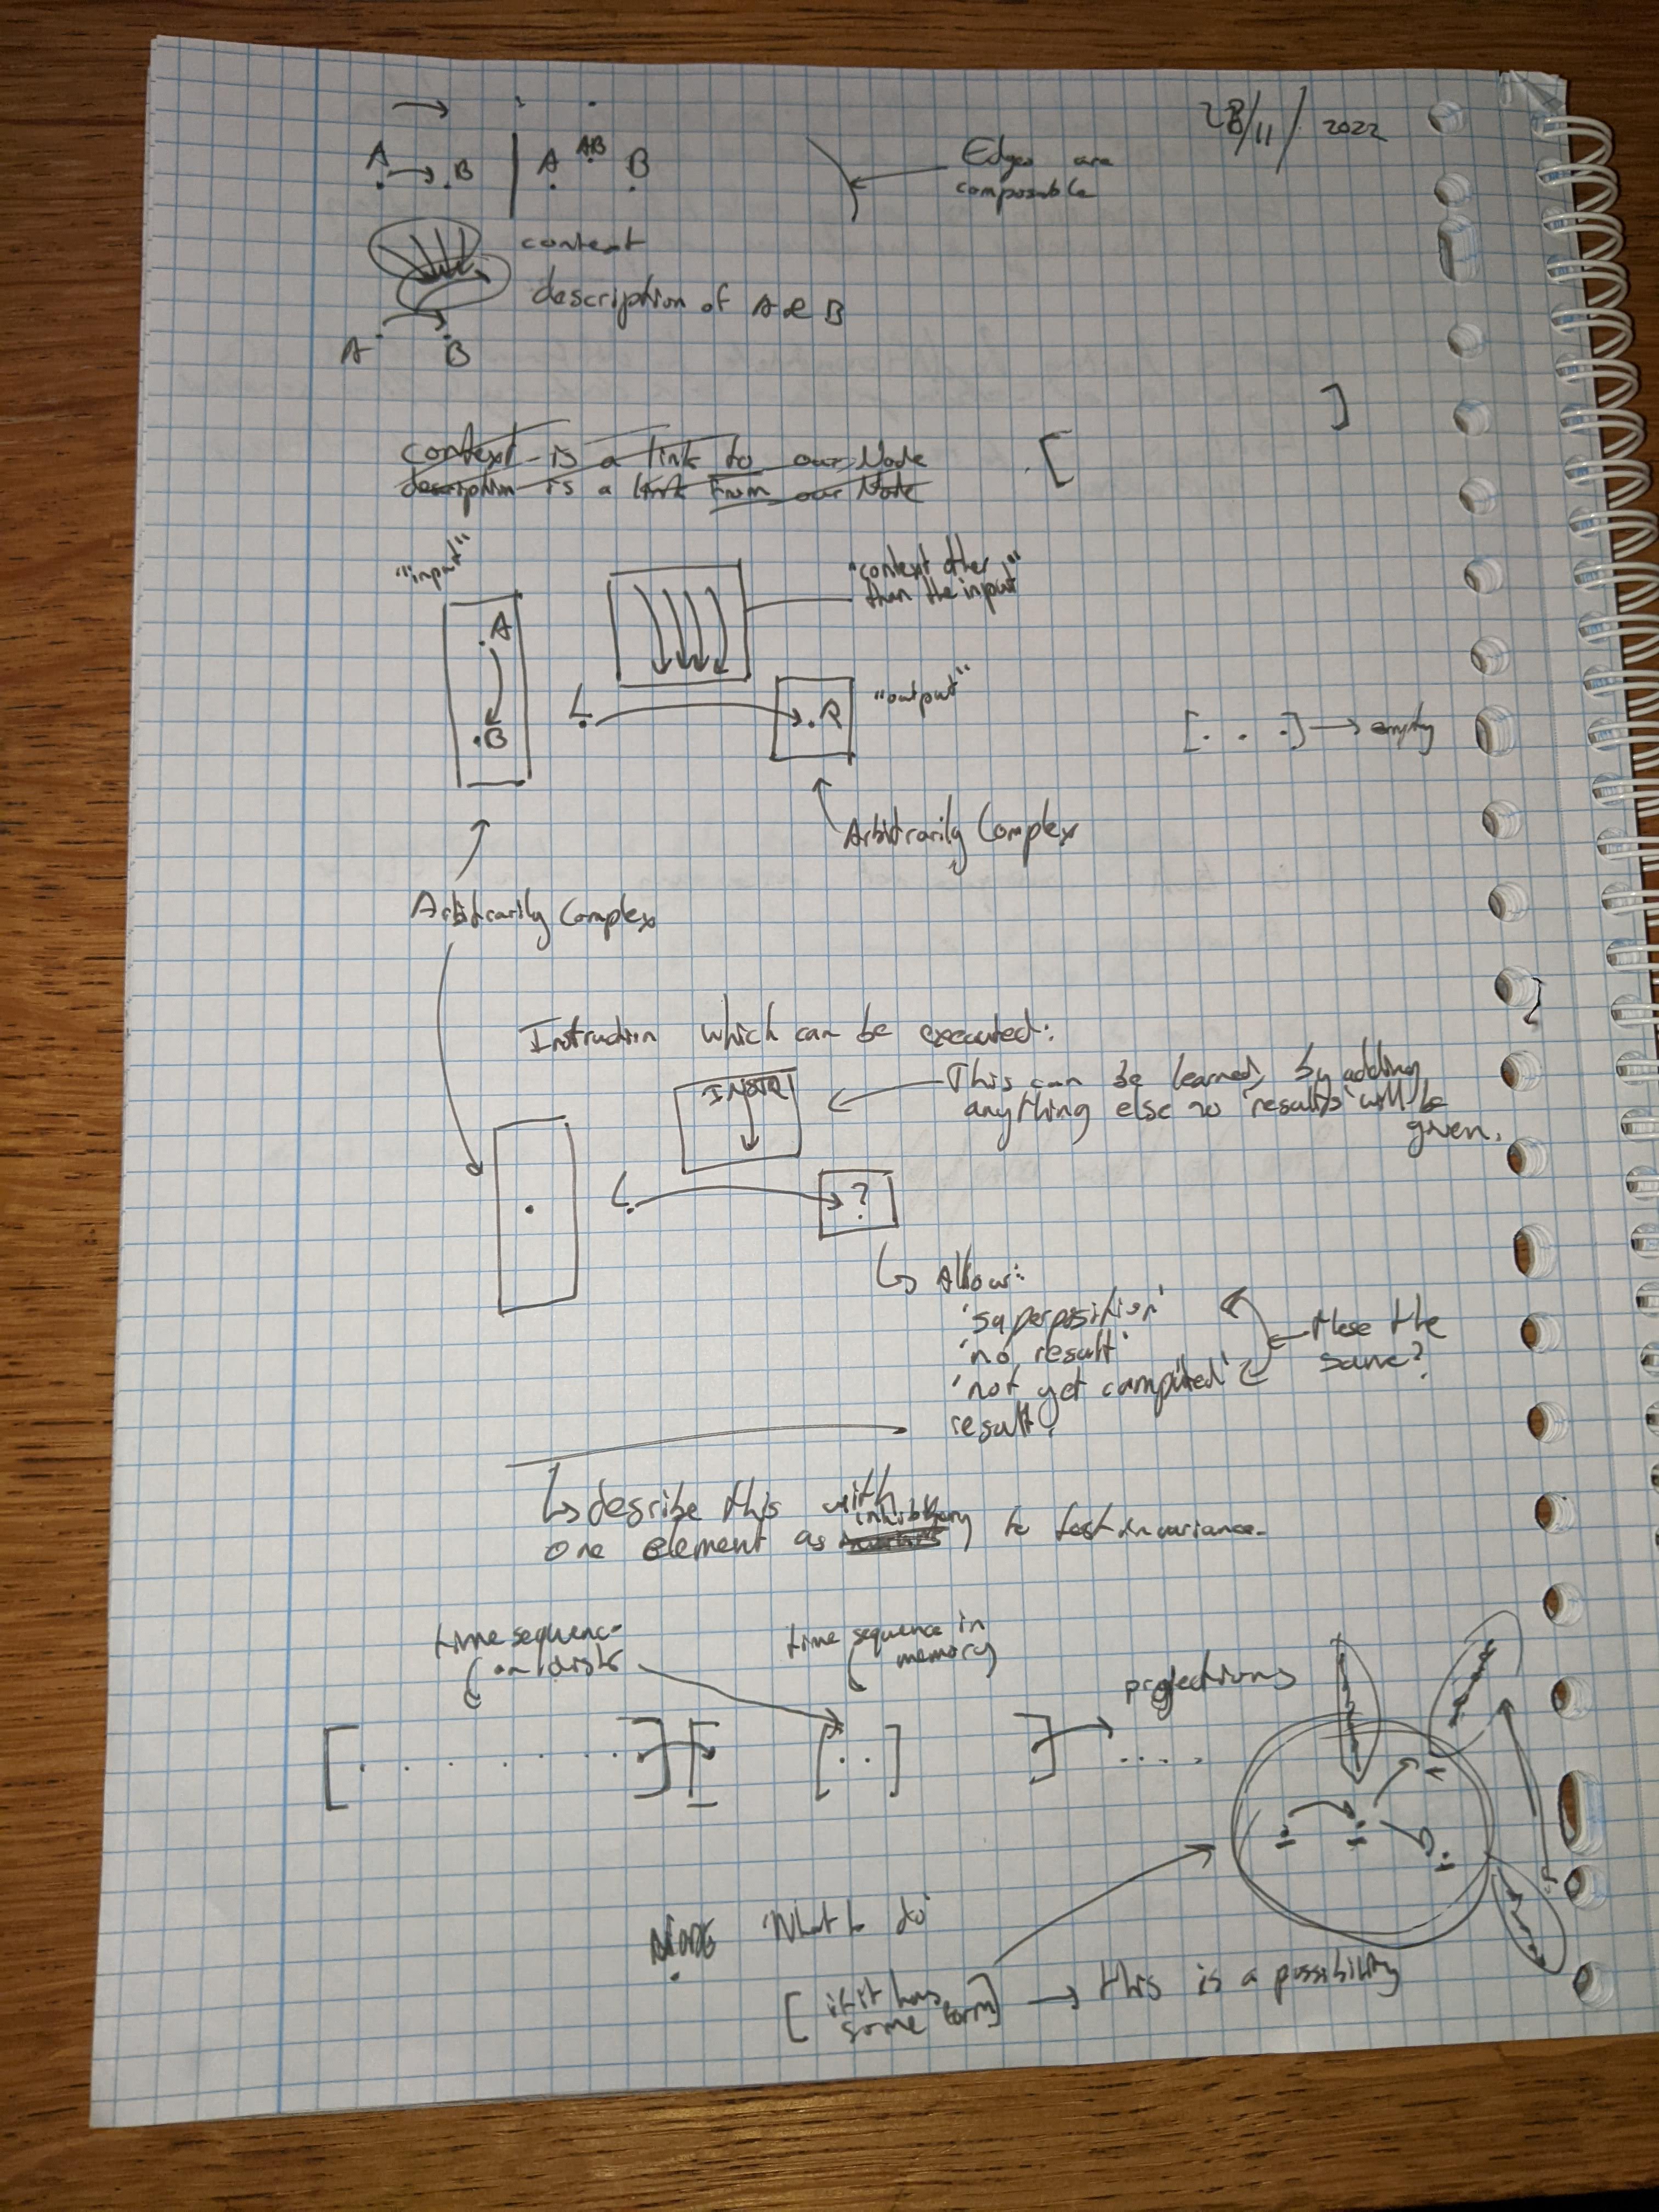 28/11/2022
A B | A AB B
Edges are
composable
context
description of A & B
A B
context is a link to our Node
description is a link from our Node
[ ]
"input"
"context other
than the input"
A
B
R
"output"
[. . .] → empty
Arbitrarily Complex
Arbitrarily Complex
Intruction which can be executed:
INSTR
This can be learned, by adding
anything else no 'results' will be
given.
?
Allow:
'superposition'
'no result'
'not yet computed'
result.
these the
same?
describe this with
one element as inhibitory to test invariance.
time sequence
on disk
time sequence in
memory
projections
[. . . . . . .] [ [. .] ] . . . .
NODE 'What to do'
[if it has
some form] → this is a possibility